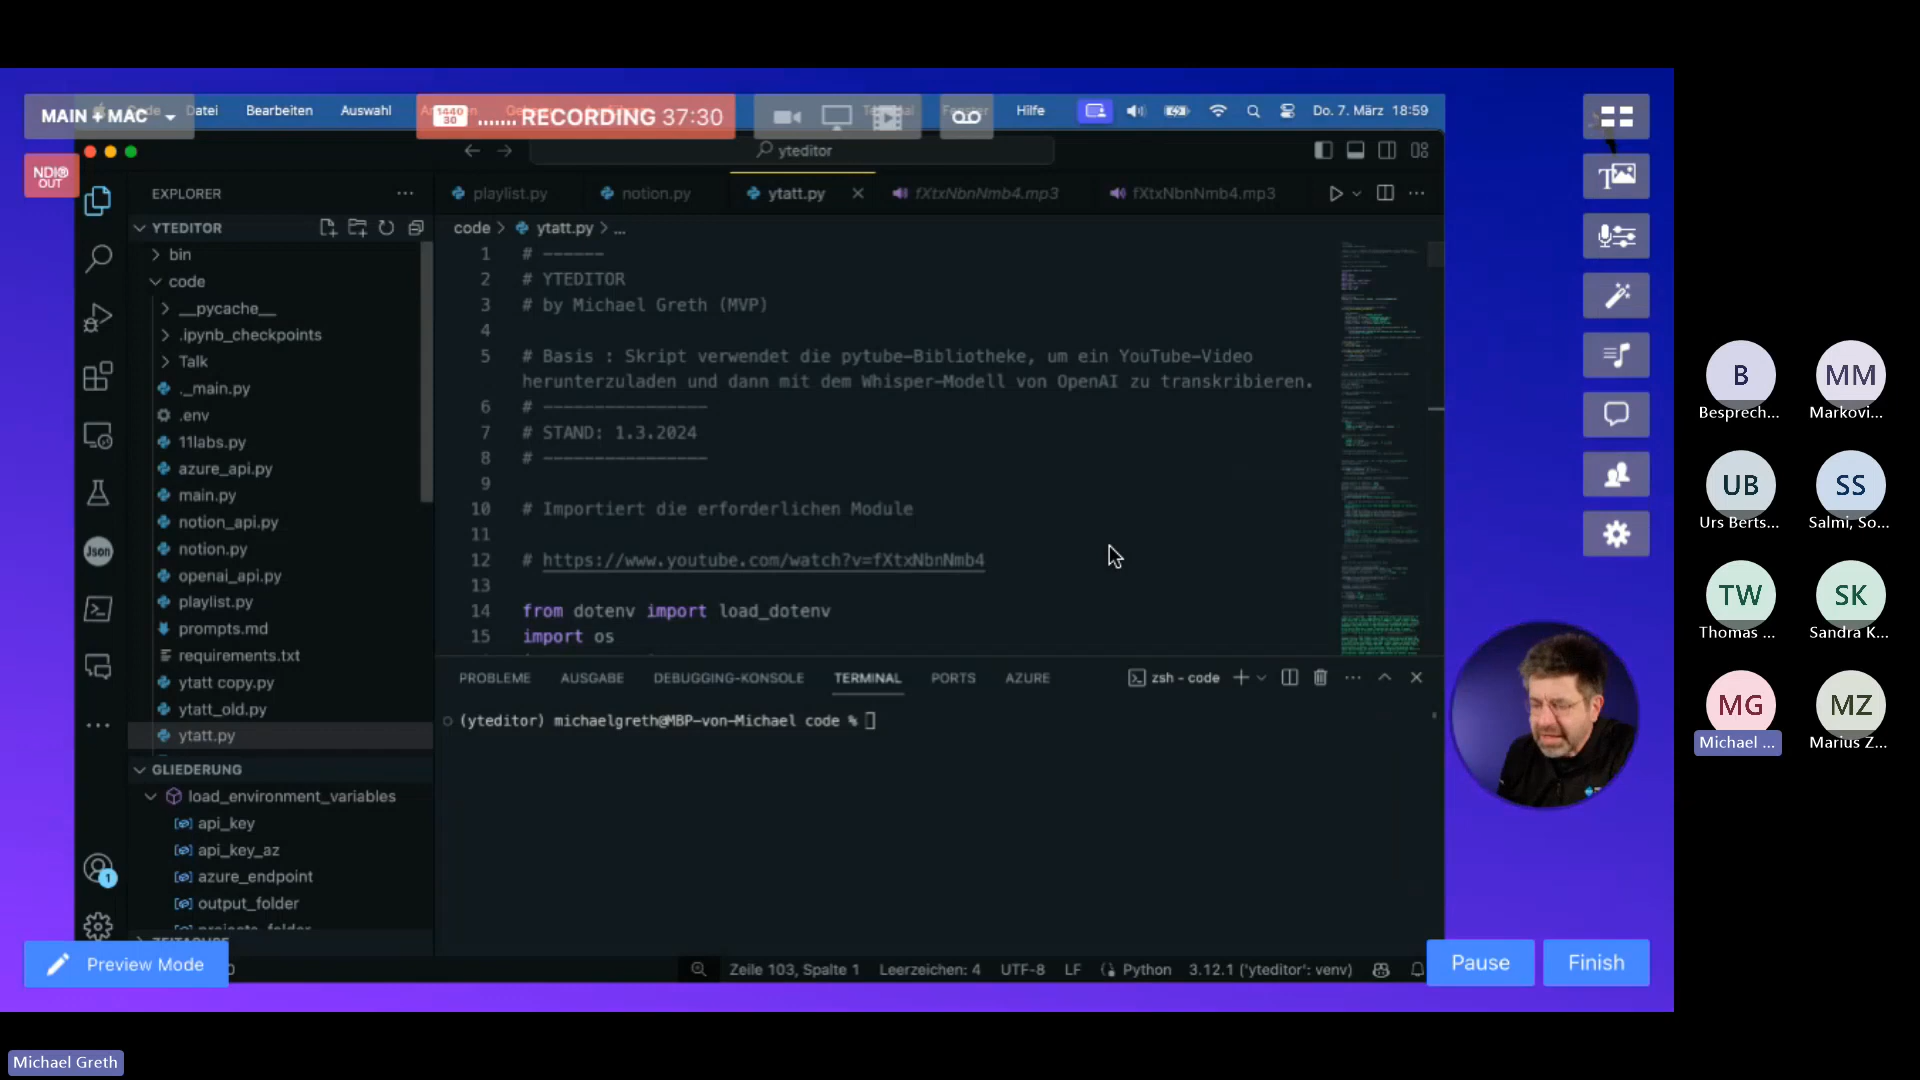 MAIN + MAC
Datei
Bearbeiten
Auswahl
1440
30
....... RECORDING 37:30
Hilfe
Do. 7. März 18:59
NDI®
OUT
yteditor
EXPLORER
playlist.py
notion.py
ytatt.py
fXtxNbnNmb4.mp3
fXtxNbnNmb4.mp3
YTEDITOR
bin
code
__pycache__
.ipynb_checkpoints
Talk
._main.py
.env
11labs.py
azure_api.py
main.py
notion_api.py
notion.py
openai_api.py
playlist.py
prompts.md
requirements.txt
ytatt copy.py
ytatt_old.py
ytatt.py
Json
GLIEDERUNG
load_environment_variables
api_key
api_key_az
azure_endpoint
output_folder
1
code > ytatt.py > ...
1 # ------
2 # YTEDITOR
3 # by Michael Greth (MVP)
4
5 # Basis : Skript verwendet die pytube-Bibliotheke, um ein YouTube-Video
herunterzuladen und dann mit dem Whisper-Modell von OpenAI zu transkribieren.
6 # ----------------
7 # STAND: 1.3.2024
8 # ----------------
9
10 # Importiert die erforderlichen Module
11
12 # https://www.youtube.com/watch?v=fXtxNbnNmb4
13
14 from dotenv import load_dotenv
15 import os
PROBLEME
AUSGABE
DEBUGGING-KONSOLE
TERMINAL
PORTS
AZURE
zsh - code
(yteditor) michaelgreth@MBP-von-Michael code %
Preview Mode
Zeile 103, Spalte 1
Leerzeichen: 4
UTF-8
LF
Python
3.12.1 ('yteditor': venv)
Pause
Finish
B
Besprech...
MM
Markovi...
UB
Urs Berts...
SS
Salmi, So...
TW
Thomas ...
SK
Sandra K...
MG
Michael ...
MZ
Marius Z...
Michael Greth